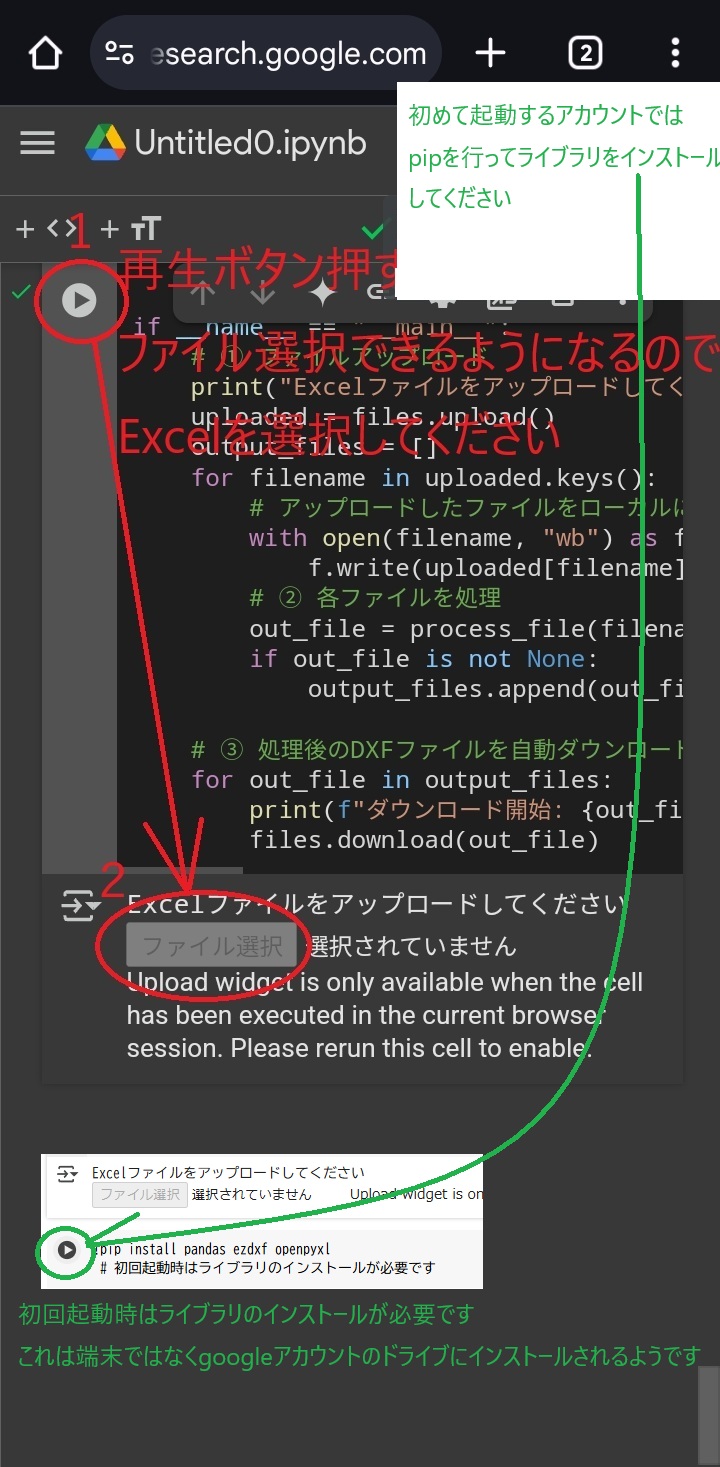 esearch.google.com
2
Untitled0.ipynb
初めて起動するアカウントでは
pipを行ってライブラリをインストール
してください
+ <> + TT
1
再生ボタン押す
if __name__ == "__main__":
ファイル選択できるようになるので
# ① ファイルアップロード
print("Excelファイルをアップロードしてく
uploaded = files.upload()
Excelを選択してください
output_files = []
for filename in uploaded.keys():
# アップロードしたファイルをローカルに
with open(filename, "wb") as f
f.write(uploaded[filename]
# ② 各ファイルを処理
out_file = process_file(filena
if out_file is not None:
output_files.append(out_fi
# ③ 処理後のDXFファイルを自動ダウンロード
for out_file in output_files:
print(f"ダウンロード開始: {out_fi
files.download(out_file)
2
Excelファイルをアップロードしてください
ファイル選択 選択されていません
Upload widget is only available when the cell
has been executed in the current browser
session. Please rerun this cell to enable.
Excelファイルをアップロードしてください
ファイル選択 選択されていません Upload widget is on
pip install pandas ezdxf openpyxl
# 初回起動時はライブラリのインストールが必要です
初回起動時はライブラリのインストールが必要です
これは端末ではなくgoogleアカウントのドライブにインストールされるようです